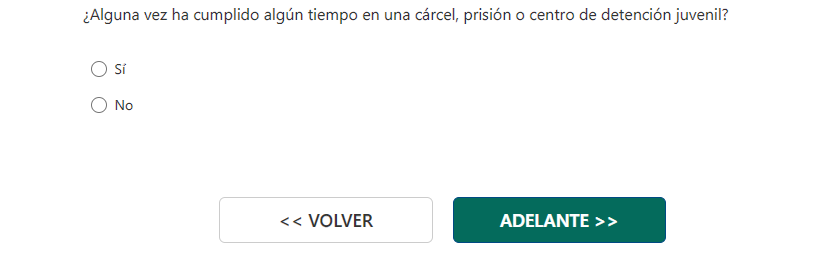 ¿Alguna vez ha cumplido algún tiempo en una cárcel, prisión o centro de detención juvenil?
Sí
No
<< VOLVER
ADELANTE >>